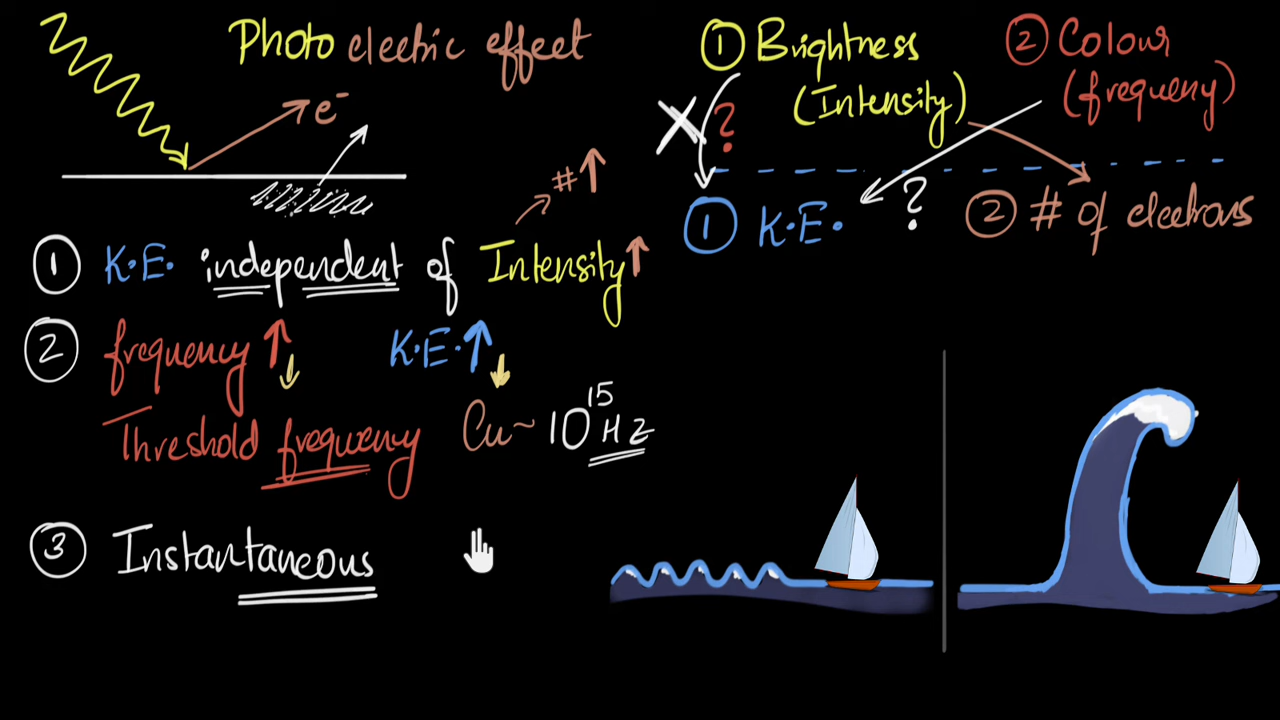 Photo electric effect
e⁻
① Brightness
(Intensity)
② Colour
(frequeny)
?
# ↑
① K.E.
?
② # of electrons
① K.E. independent of Intensity ↑
② frequency ↑ ↓ K.E. ↑ ↓
Threshold frequency Cu ~ 10¹⁵ Hz
③ Instantaneous